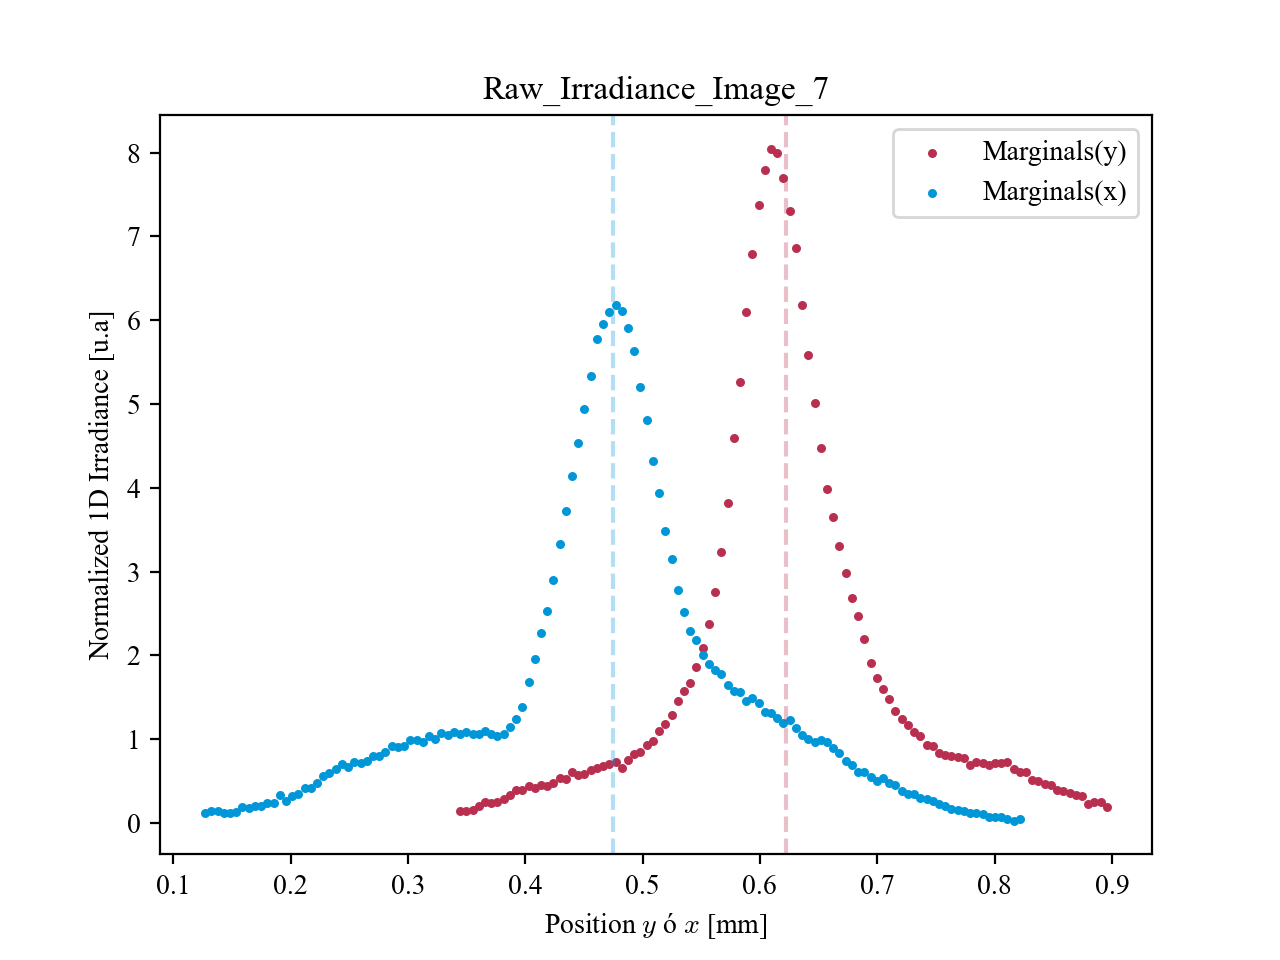 Raw_Irradiance_Image_7
Marginals(y)
Marginals(x)
Normalized 1D Irradiance [u.a]
8
7
6
5
4
3
2
1
0
0.1 0.2 0.3 0.4 0.5 0.6 0.7 0.8 0.9
Position y ó x [mm]